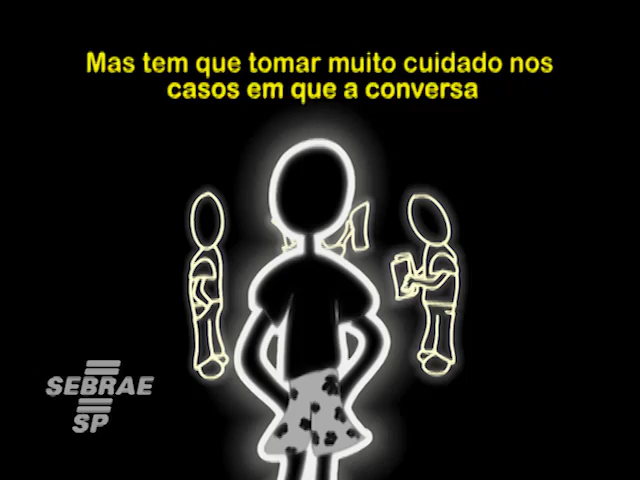 Mas tem que tomar muito cuidado nos
casos em que a conversa
SEBRAE
SP